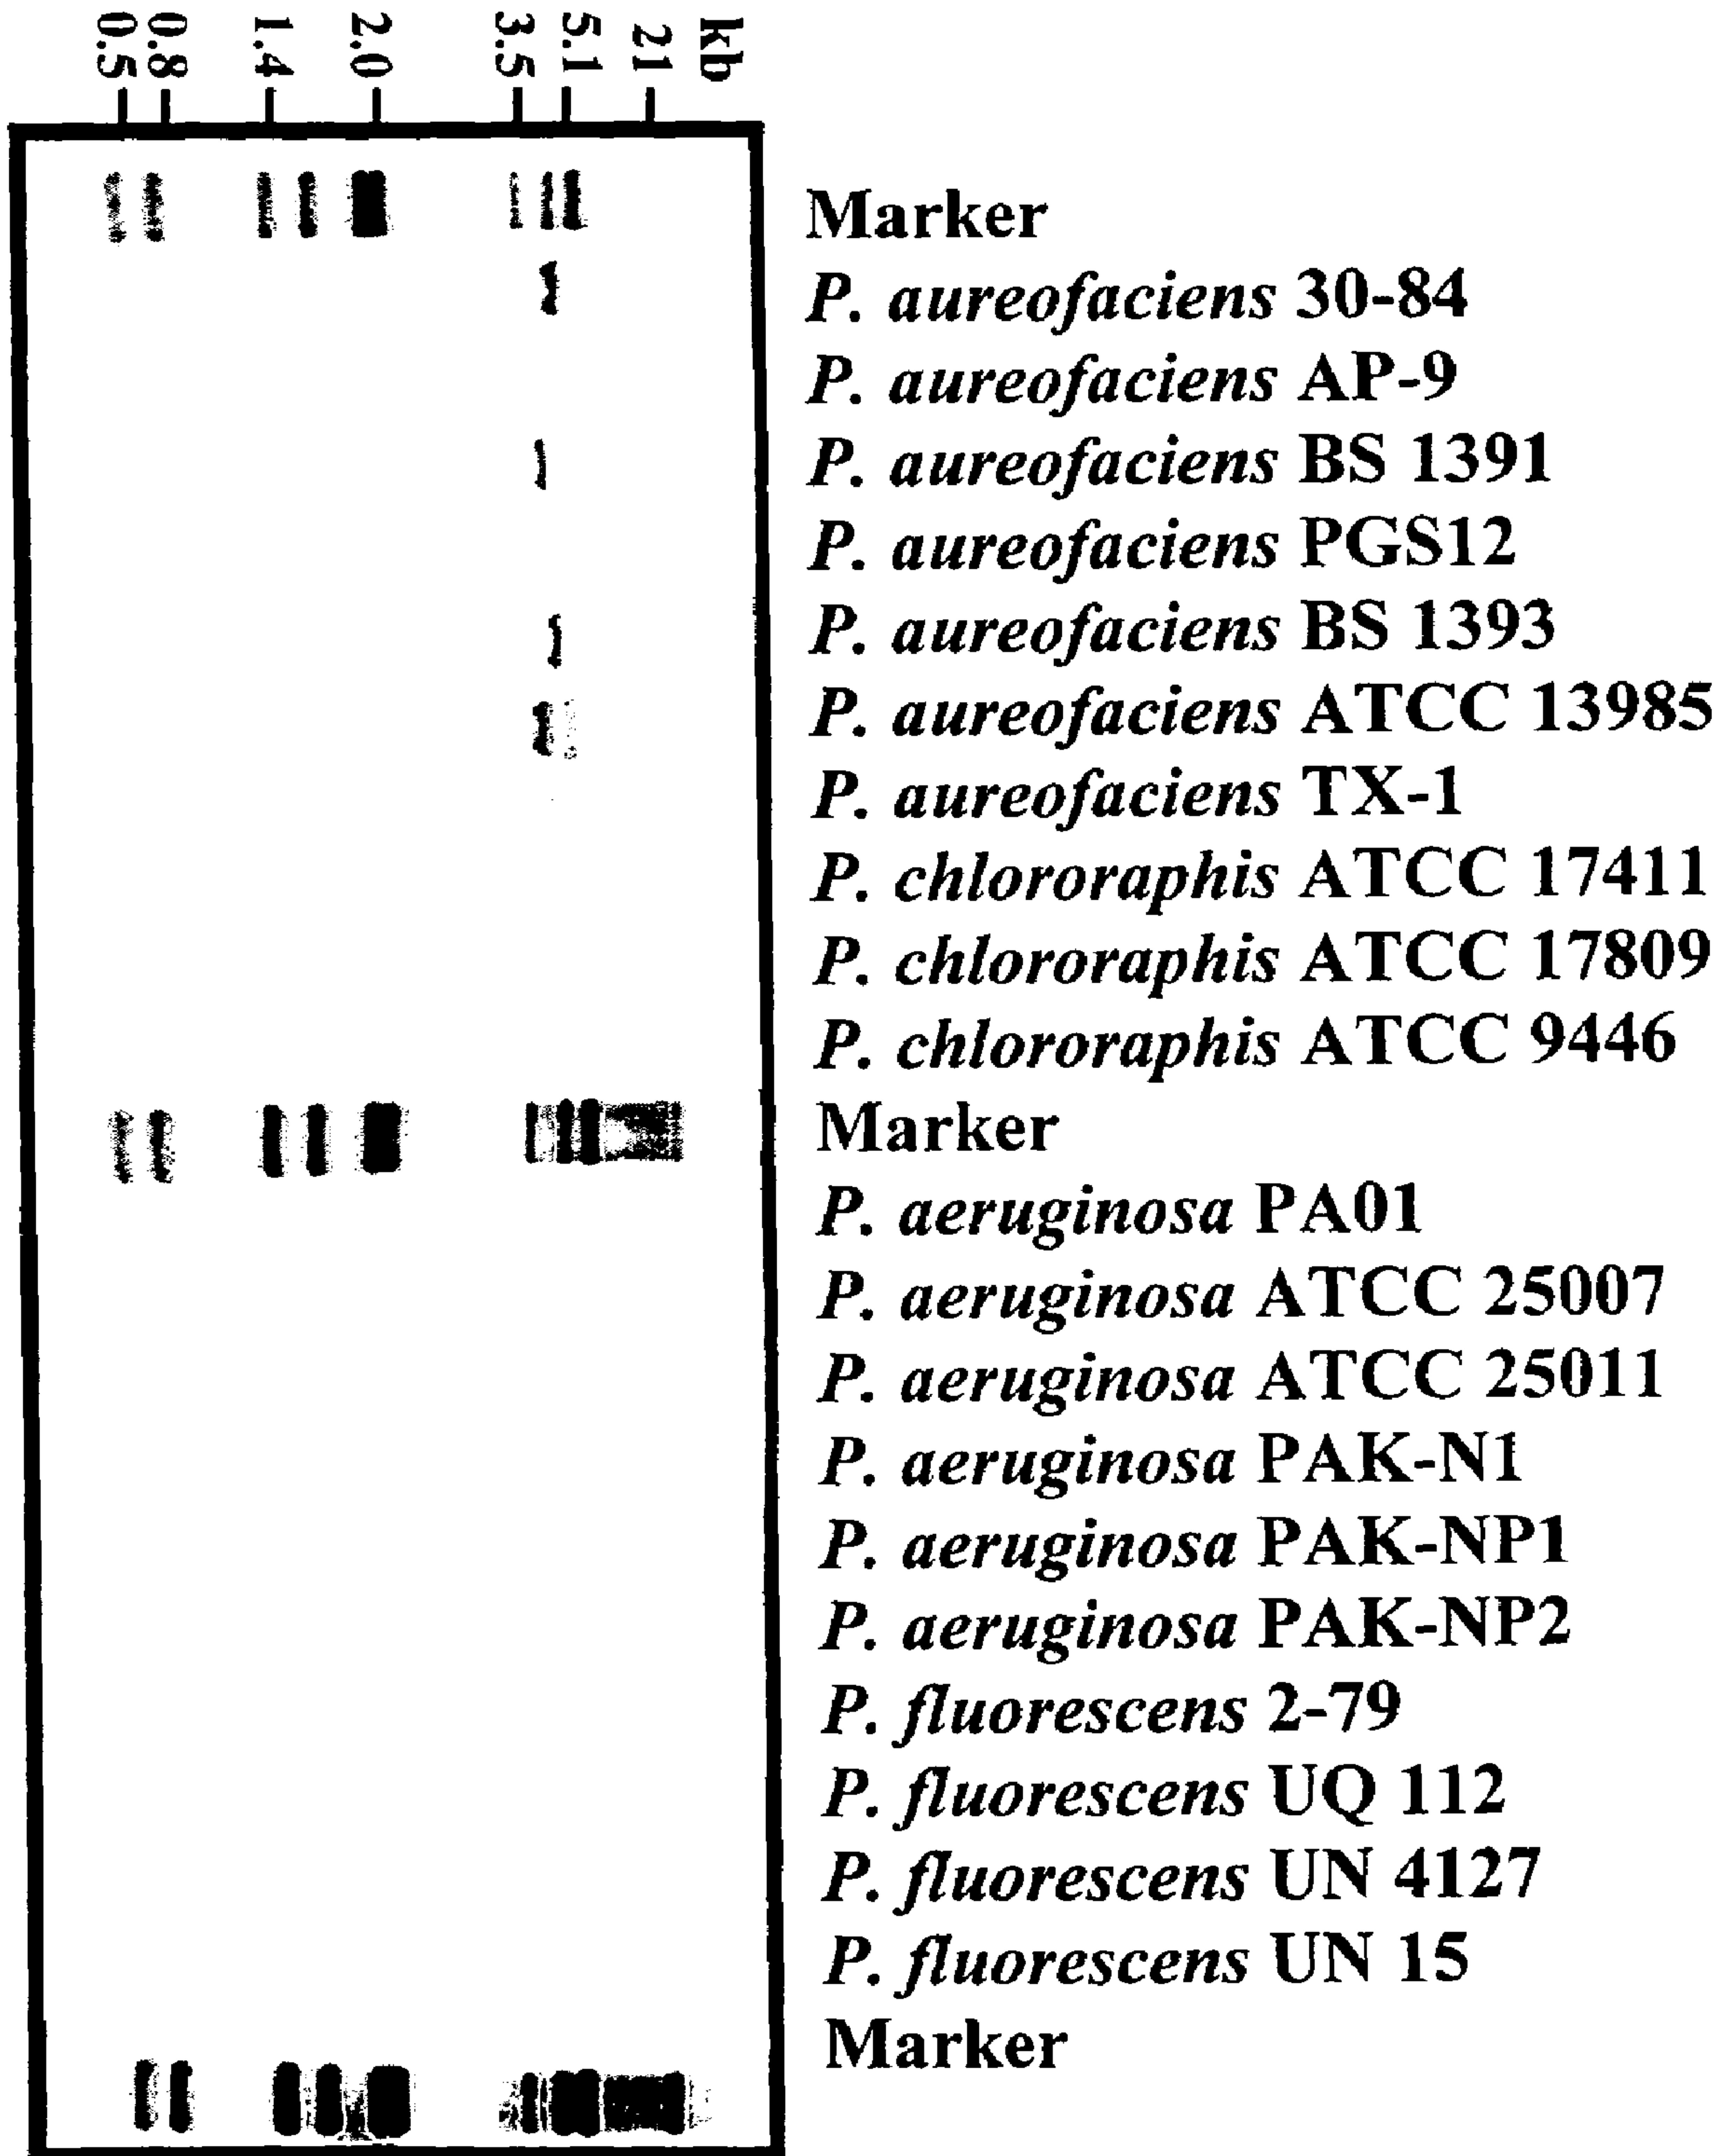 kb
21
5.1
3.5
2.0
1.4
0.8
0.5
Marker
P. aureofaciens 30-84
P. aureofaciens AP-9
P. aureofaciens BS 1391
P. aureofaciens PGS12
P. aureofaciens BS 1393
P. aureofaciens ATCC 13985
P. aureofaciens TX-1
P. chlororaphis ATCC 17411
P. chlororaphis ATCC 17809
P. chlororaphis ATCC 9446
Marker
P. aeruginosa PA01
P. aeruginosa ATCC 25007
P. aeruginosa ATCC 25011
P. aeruginosa PAK-N1
P. aeruginosa PAK-NP1
P. aeruginosa PAK-NP2
P. fluorescens 2-79
P. fluorescens UQ 112
P. fluorescens UN 4127
P. fluorescens UN 15
Marker